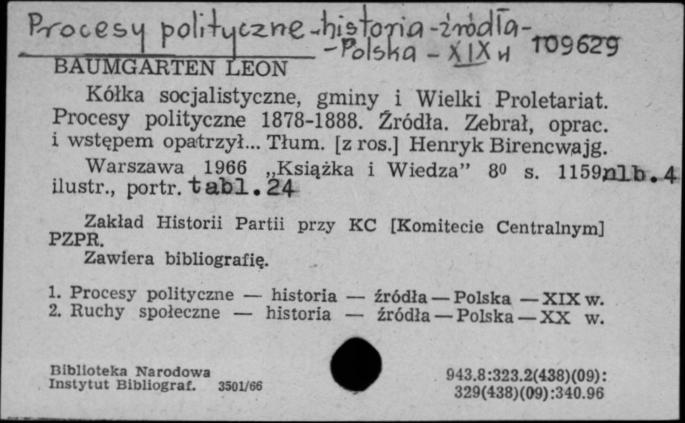 Procesy polityczne-historia-źródła-
-Polska - XIX w 109629
BAUMGARTEN LEON
Kółka socjalistyczne, gminy i Wielki Proletariat.
Procesy polityczne 1878-1888. Źródła. Zebrał, oprac.
i wstępem opatrzył... Tłum. [z ros.] Henryk Birencwajg.
Warszawa 1966 „Książka i Wiedza” 8⁰ s. 1159nlb.4
ilustr., portr. tabl.24
Zakład Historii Partii przy KC [Komitecie Centralnym]
PZPR.
Zawiera bibliografię.
1. Procesy polityczne — historia — źródła — Polska — XIX w.
2. Ruchy społeczne — historia — źródła — Polska — XX w.
Biblioteka Narodowa 943.8:323.2(438)(09):
Instytut Bibliograf. 3501/66 329(438)(09):340.96